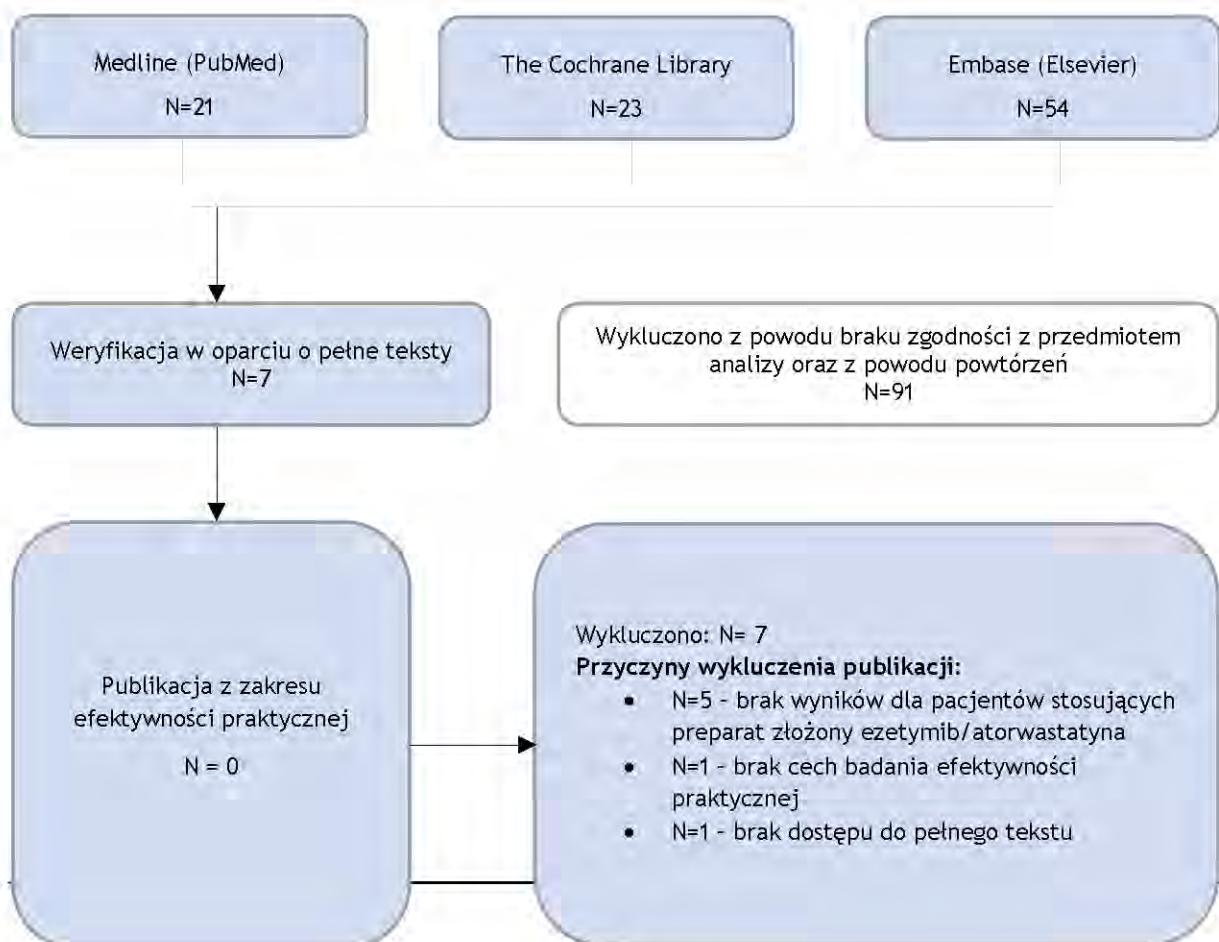 Medline (PubMed)
N=21
The Cochrane Library
N=23
Embase (Elsevier)
N=54
Weryfikacja w oparciu o pełne teksty
N=7
Wykluczono z powodu braku zgodności z przedmiotem
analizy oraz z powodu powtórzeń
N=91
Publikacja z zakresu
efektywności praktycznej
N = 0
Wykluczono: N= 7
Przyczyny wykluczenia publikacji:
• N=5 - brak wyników dla pacjentów stosujących
preparat złożony ezetymib/atorwastatyna
• N=1 - brak cech badania efektywności
praktycznej
• N=1 - brak dostępu do pełnego tekstu